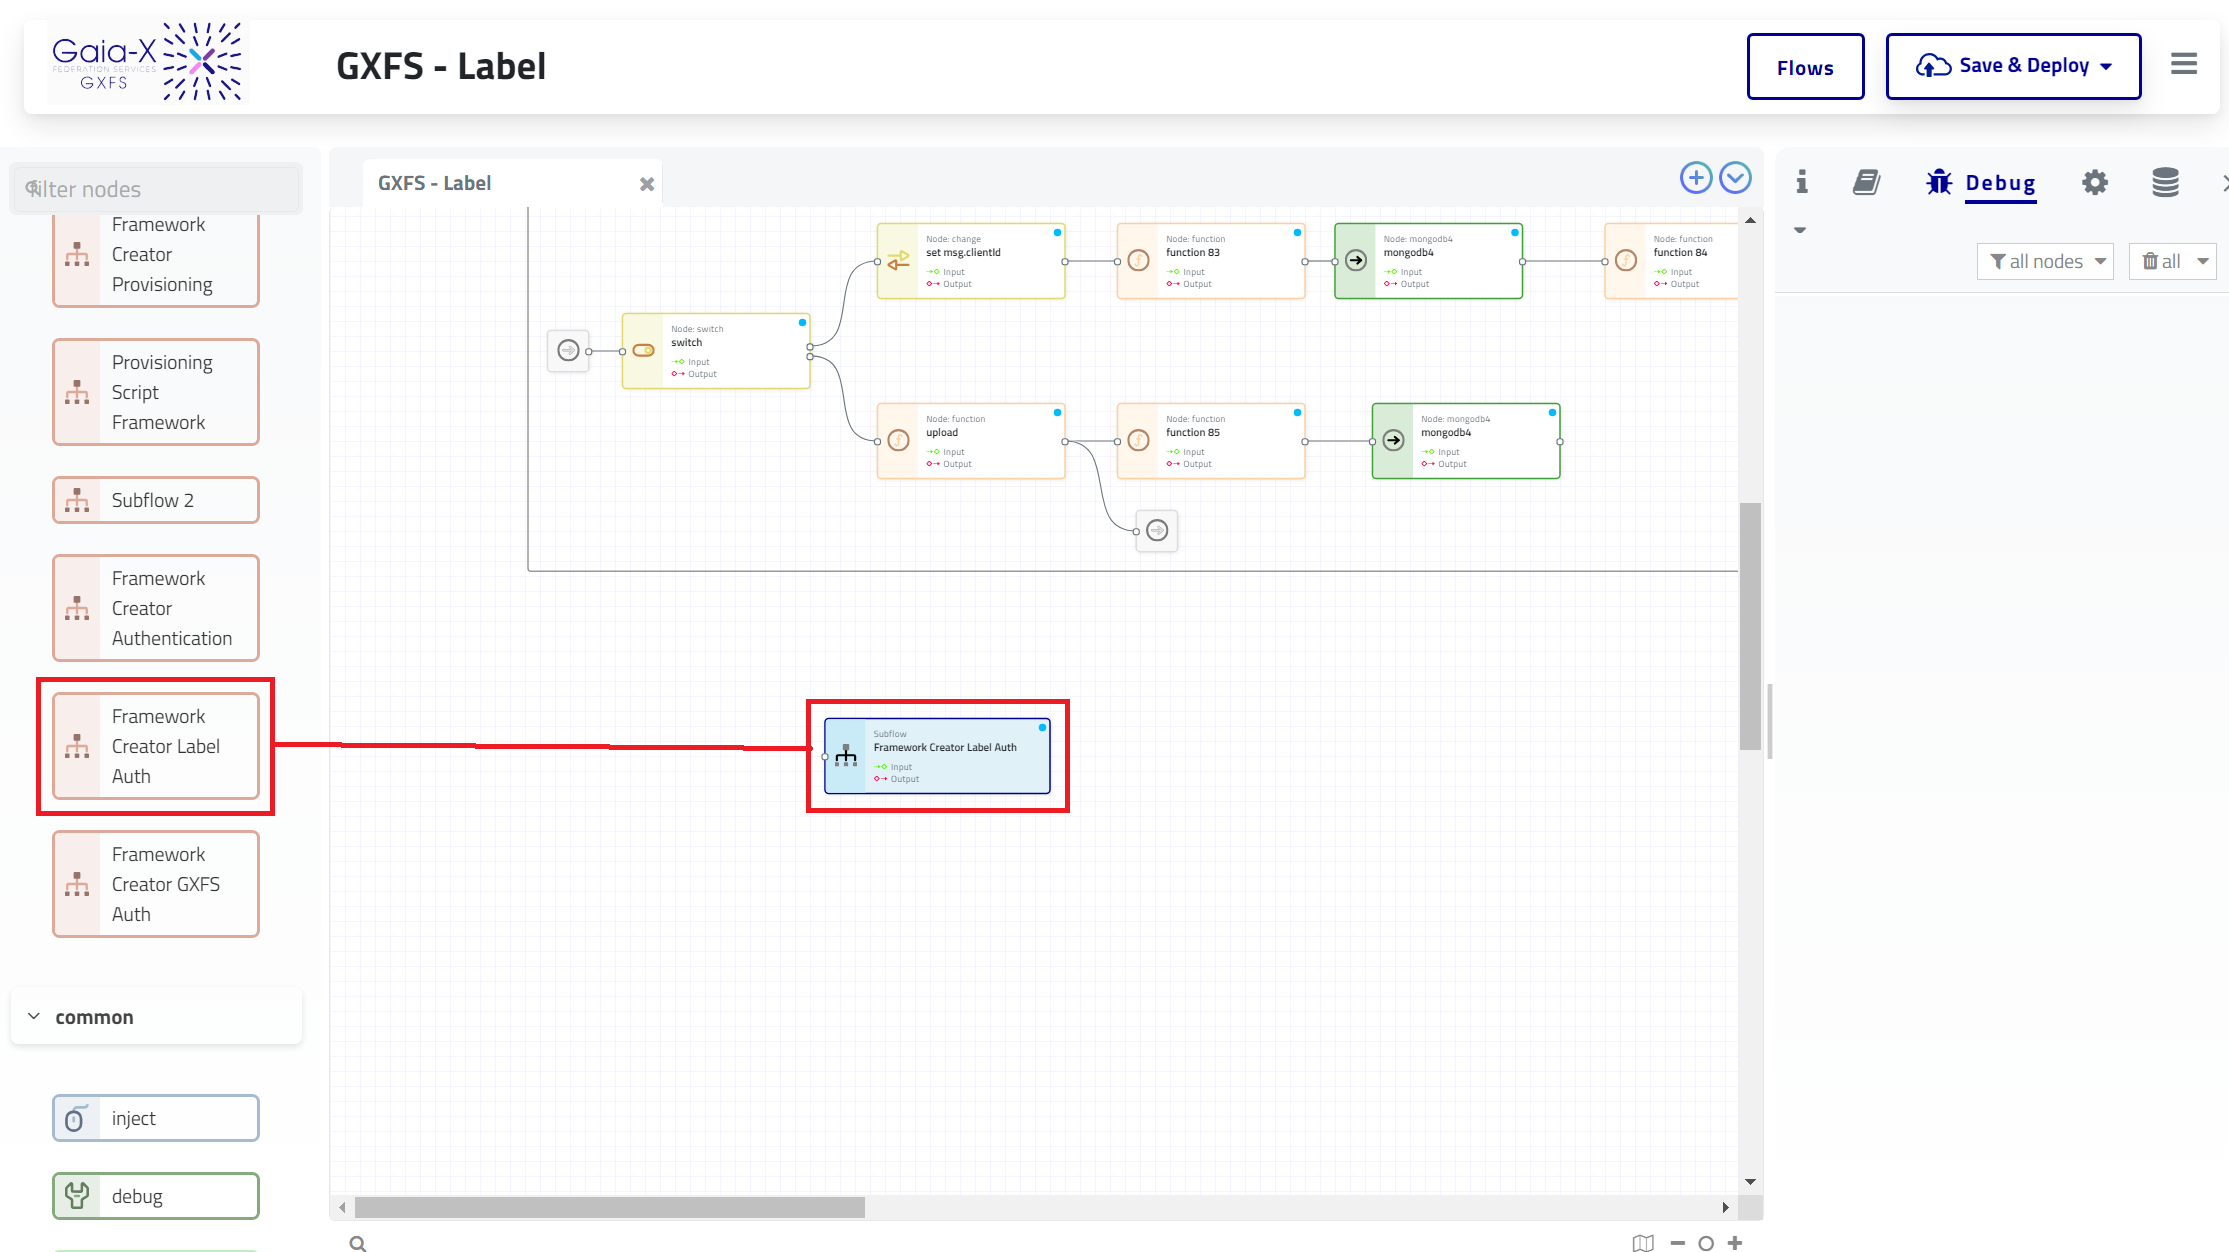 Gaia-X
FEDERATION SERVICES
GXFS
GXFS - Label
Flows
Save & Deploy
filter nodes
Framework
Creator
Provisioning
Provisioning
Script
Framework
Subflow 2
Framework
Creator
Authentication
Framework
Creator Label
Auth
Framework
Creator GXFS
Auth
common
inject
debug
GXFS - Label
Node: change
set msg.clientId
Input
Output
Node: function
function 83
Input
Output
Node: mongodb4
mongodb4
Input
Output
Node: function
function 84
Input
Output
Node: switch
switch
Input
Output
Node: function
upload
Input
Output
Node: function
function 85
Input
Output
Node: mongodb4
mongodb4
Input
Output
Subflow
Framework Creator Label Auth
Input
Output
Debug
all nodes
all